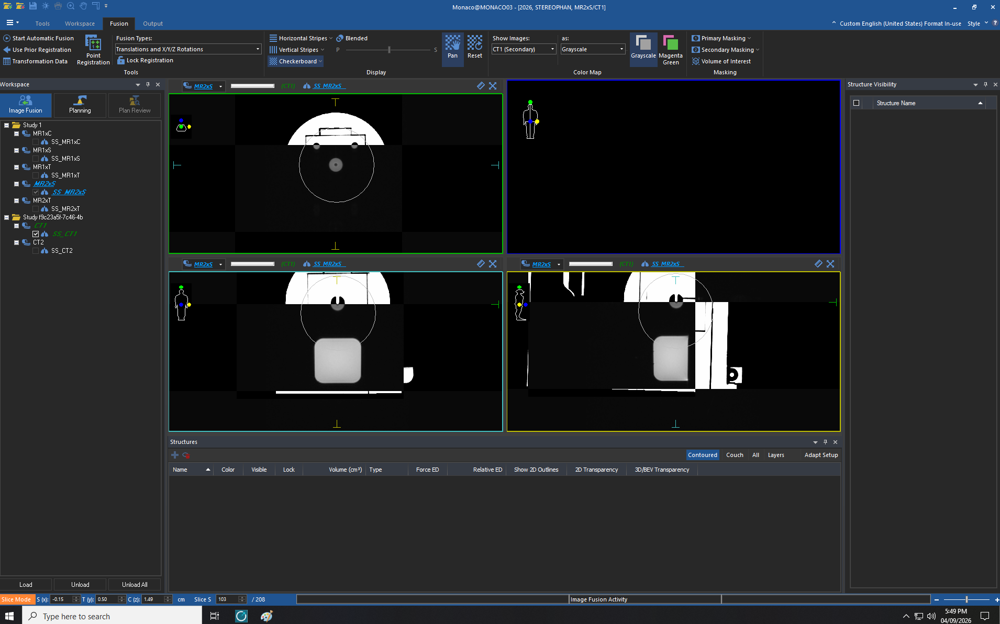 Monaco@MONACO03 - [2026, STEREOPHAN, MR2xS/CT1]
Tools Workspace Fusion Output
Custom English (United States) Format In-use Style
Start Automatic Fusion
Use Prior Registration
Transformation Data
Point Registration
Fusion Types:
Translations and X/Y/Z Rotations
Lock Registration
Tools
Horizontal Stripes
Vertical Stripes
Checkerboard
Blended
P S
Pan
Reset
Display
Show Images:
CT1 (Secondary)
as:
Grayscale
Grayscale
Magenta Green
Color Map
Primary Masking
Secondary Masking
Volume of Interest
Masking
Workspace
Image Fusion
Planning
Plan Review
Study 1
MR1xC
SS_MR1xC
MR1xS
SS_MR1xS
MR1xT
SS_MR1xT
MR2xS
SS_MR2xS
MR2xT
SS_MR2xT
Study f9c23a5f-7c46-4b
CT1
SS_CT1
CT2
SS_CT2
Load Unload Unload All
MR2xS (CT1) SS_MR2xS
MR2xS (CT1) SS_MR2xS
MR2xS (CT1) SS_MR2xS
Structure Visibility
Structure Name
Structures
Contoured Couch All Layers Adapt Setup
Name Color Visible Lock Volume (cm³) Type Force ED Relative ED Show 2D Outlines 2D Transparency 3D/BEV Transparency
Slice Mode S (x): -0.15 T (y): 0.50 C (z): 1.49 cm Slice S 103 / 208
Image Fusion Activity
Type here to search
5:49 PM
04/09/2026